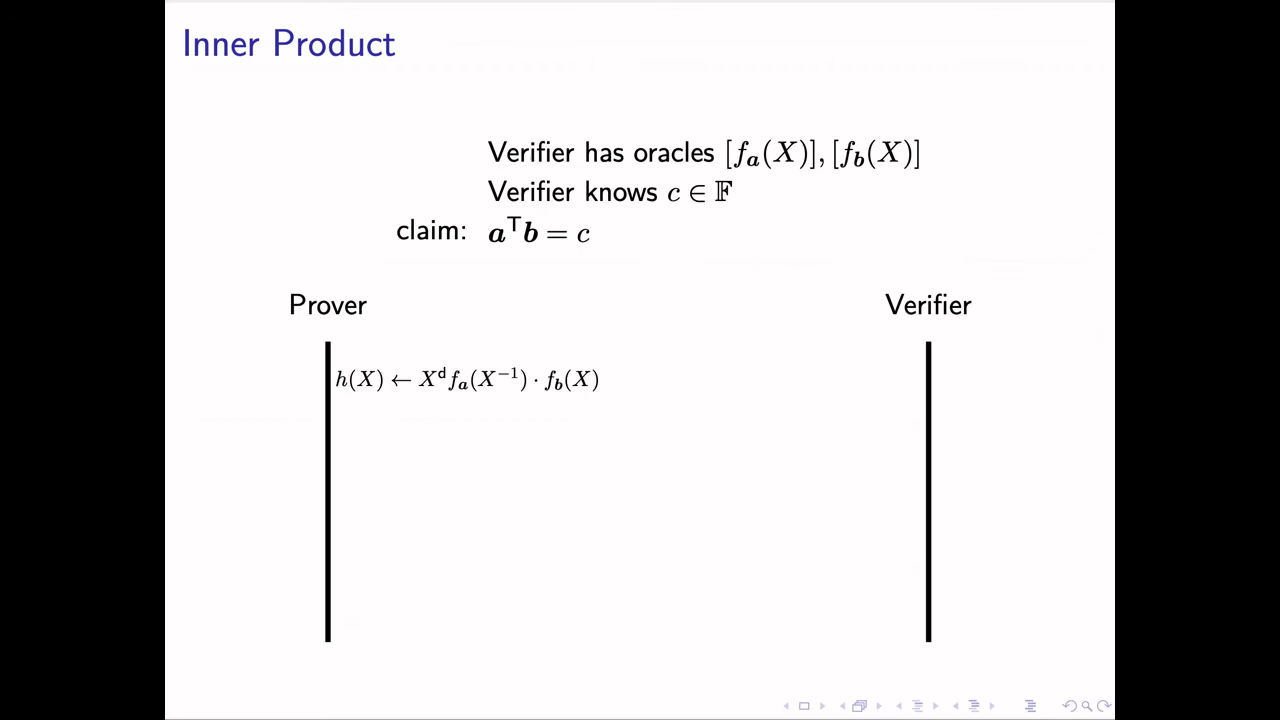 Inner Product
Verifier has oracles [f_a(X)], [f_b(X)]
Verifier knows c ∈ 𝔽
claim: a^T b = c
Prover
Verifier
h(X) ← X^d f_a(X^{-1}) · f_b(X)